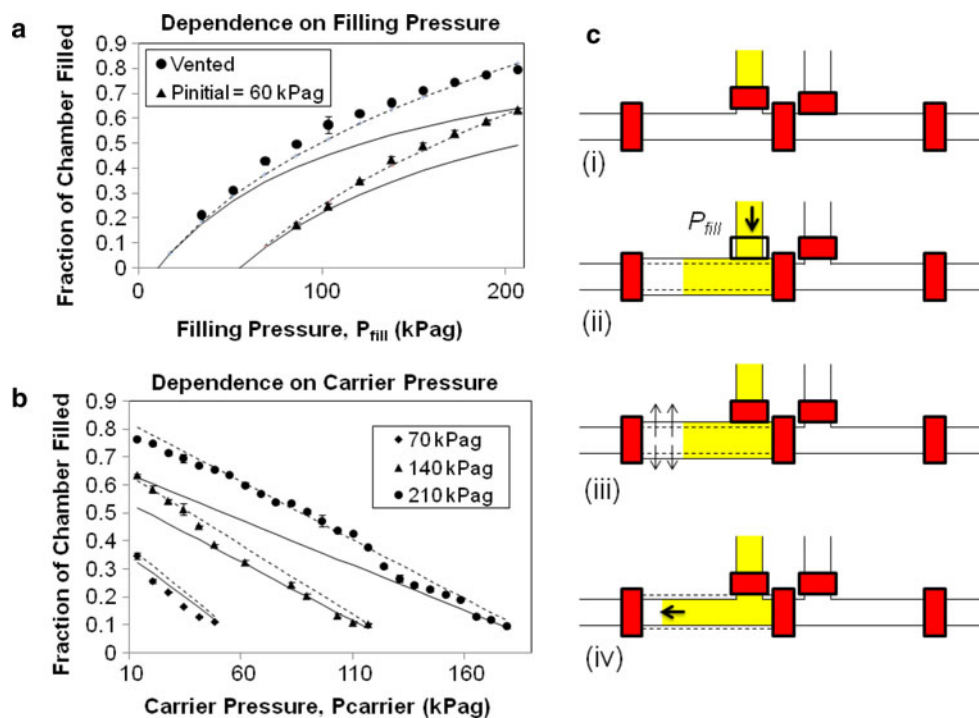 a
Dependence on Filling Pressure
Fraction of Chamber Filled
0.9
0.8
0.7
0.6
0.5
0.4
0.3
0.2
0.1
0
Vented
Pinitial = 60 kPag
0
100
200
Filling Pressure, Pfill (kPag)
b
Dependence on Carrier Pressure
Fraction of Chamber Filled
0.9
0.8
0.7
0.6
0.5
0.4
0.3
0.2
0.1
0
70 kPag
140 kPag
210 kPag
10
60
110
160
Carrier Pressure, Pcarrier (kPag)
c
(i)
Pfill
(ii)
(iii)
(iv)